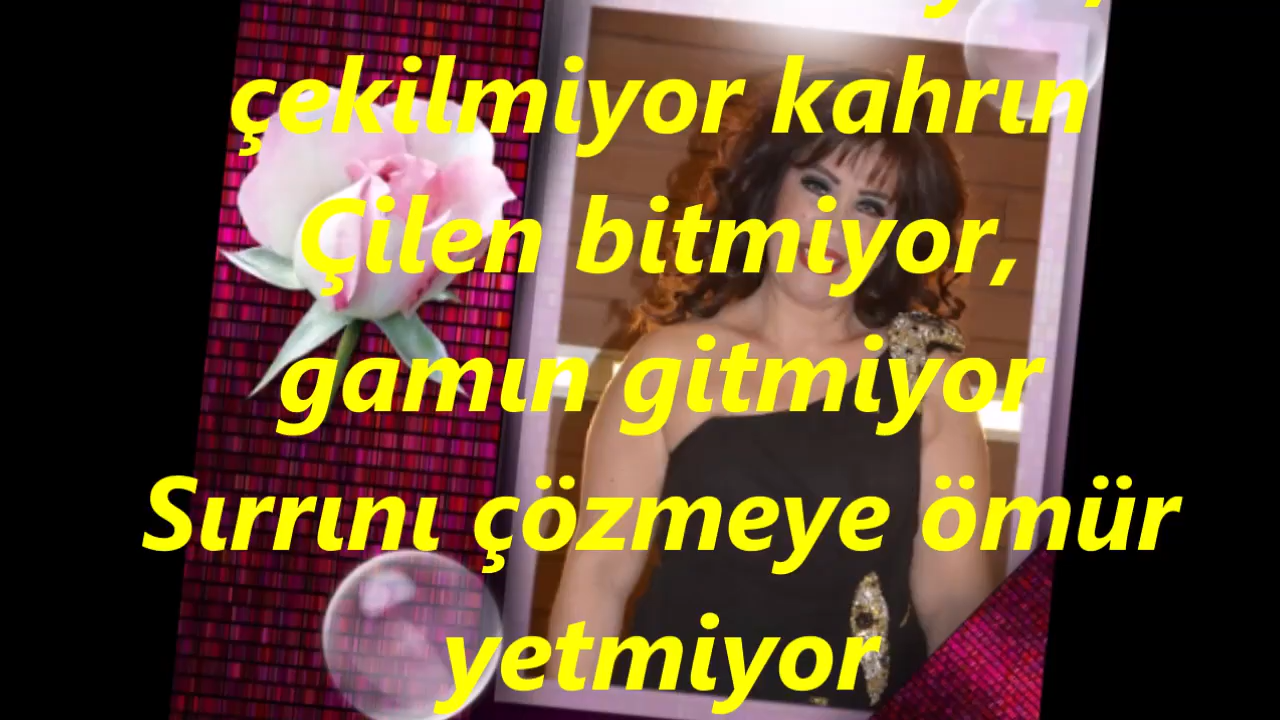 çekilmiyor kahrın
Çilen bitmiyor,
gamın gitmiyor
Sırrını çözmeye ömür
yetmiyor